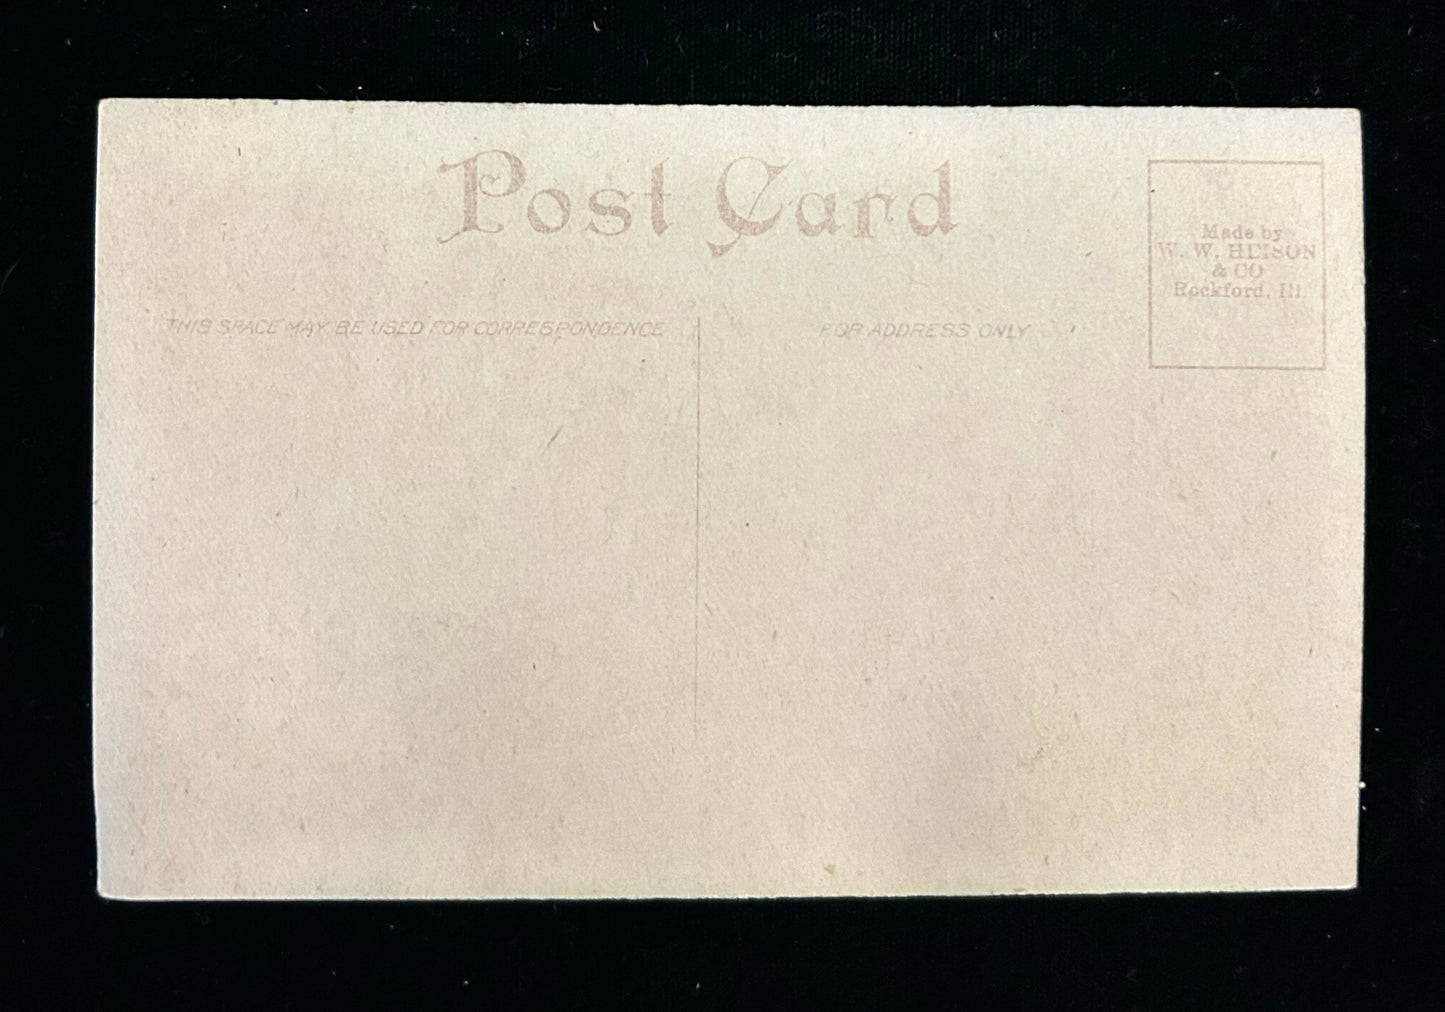 Post Card
Made by
W. W. HEISON
& CO
Rockford, Ill.
THIS SPACE MAY BE USED FOR CORRESPONDENCE
FOR ADDRESS ONLY